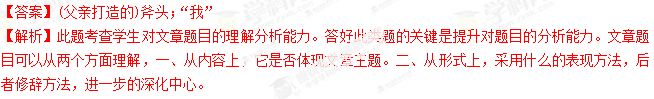 【答案】(父亲打造的)斧头；“我”
【解析】此题考查学生对文章题目的理解分析能力。答好此类题的关键是提升对题目的分析能力。文章题
目可以从两个方面理解，一、从内容上，它是否体现文章主题。二、从形式上，采用什么的表现方法，后
者修辞方法，进一步的深化中心。